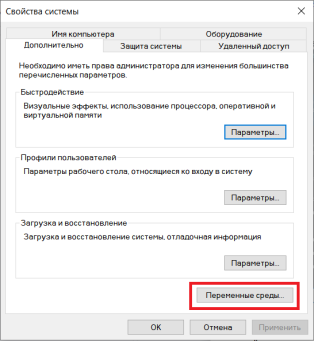 Свойства системы
Имя компьютера
Оборудование
Дополнительно
Защита системы
Удаленный доступ
Необходимо иметь права администратора для изменения большинства
перечисленных параметров.
Быстродействие
Визуальные эффекты, использование процессора, оперативной и
виртуальной памяти
Параметры...
Профили пользователей
Параметры рабочего стола, относящиеся ко входу в систему
Параметры...
Загрузка и восстановление
Загрузка и восстановление системы, отладочная информация
Параметры...
Переменные среды...
ОК
Отмена
Применить